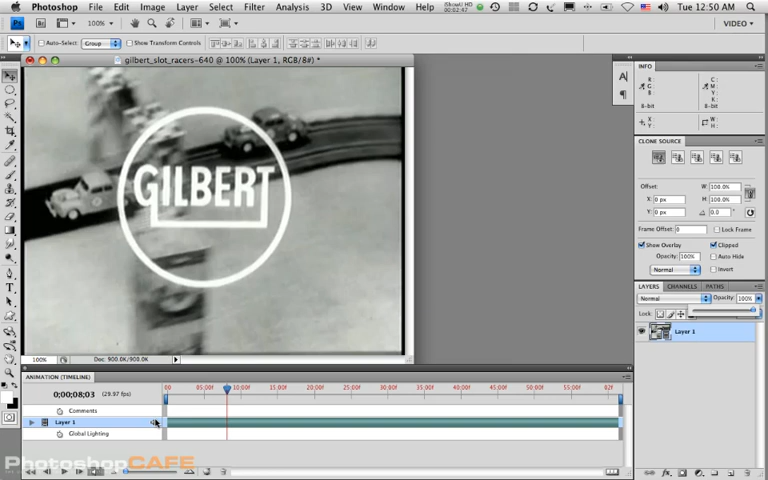 Photoshop File Edit Image Layer Select Filter Analysis 3D View Window Help Tue 12:50 AM
100% VIDEO
Auto-Select: Group Show Transform Controls
gilbert_slot_racers-640 @ 100% (Layer 1, RGB/8#) *
GILBERT
100% Doc: 900.0K/900.0K
INFO
R: C:
G: M:
B: Y:
K:
8-bit 8-bit
X: W:
Y: H:
CLONE SOURCE
Offset: W: 100.0%
X: 0 px H: 100.0%
Y: 0 px 0.0 °
Frame Offset: 0 Lock Frame
Show Overlay Clipped
Opacity: 100% Auto Hide
Normal Invert
LAYERS CHANNELS PATHS
Normal Opacity: 100%
Lock:
Layer 1
ANIMATION (TIMELINE)
0;00;08;03 (29.97 fps) 00 05:00f 10:00f 15:00f 20:00f 25:00f 30:00f 35:00f 40:00f 45:00f 50:00f 55:00f 02f
Comments
Layer 1
Global Lighting
PhotoshopCAFE